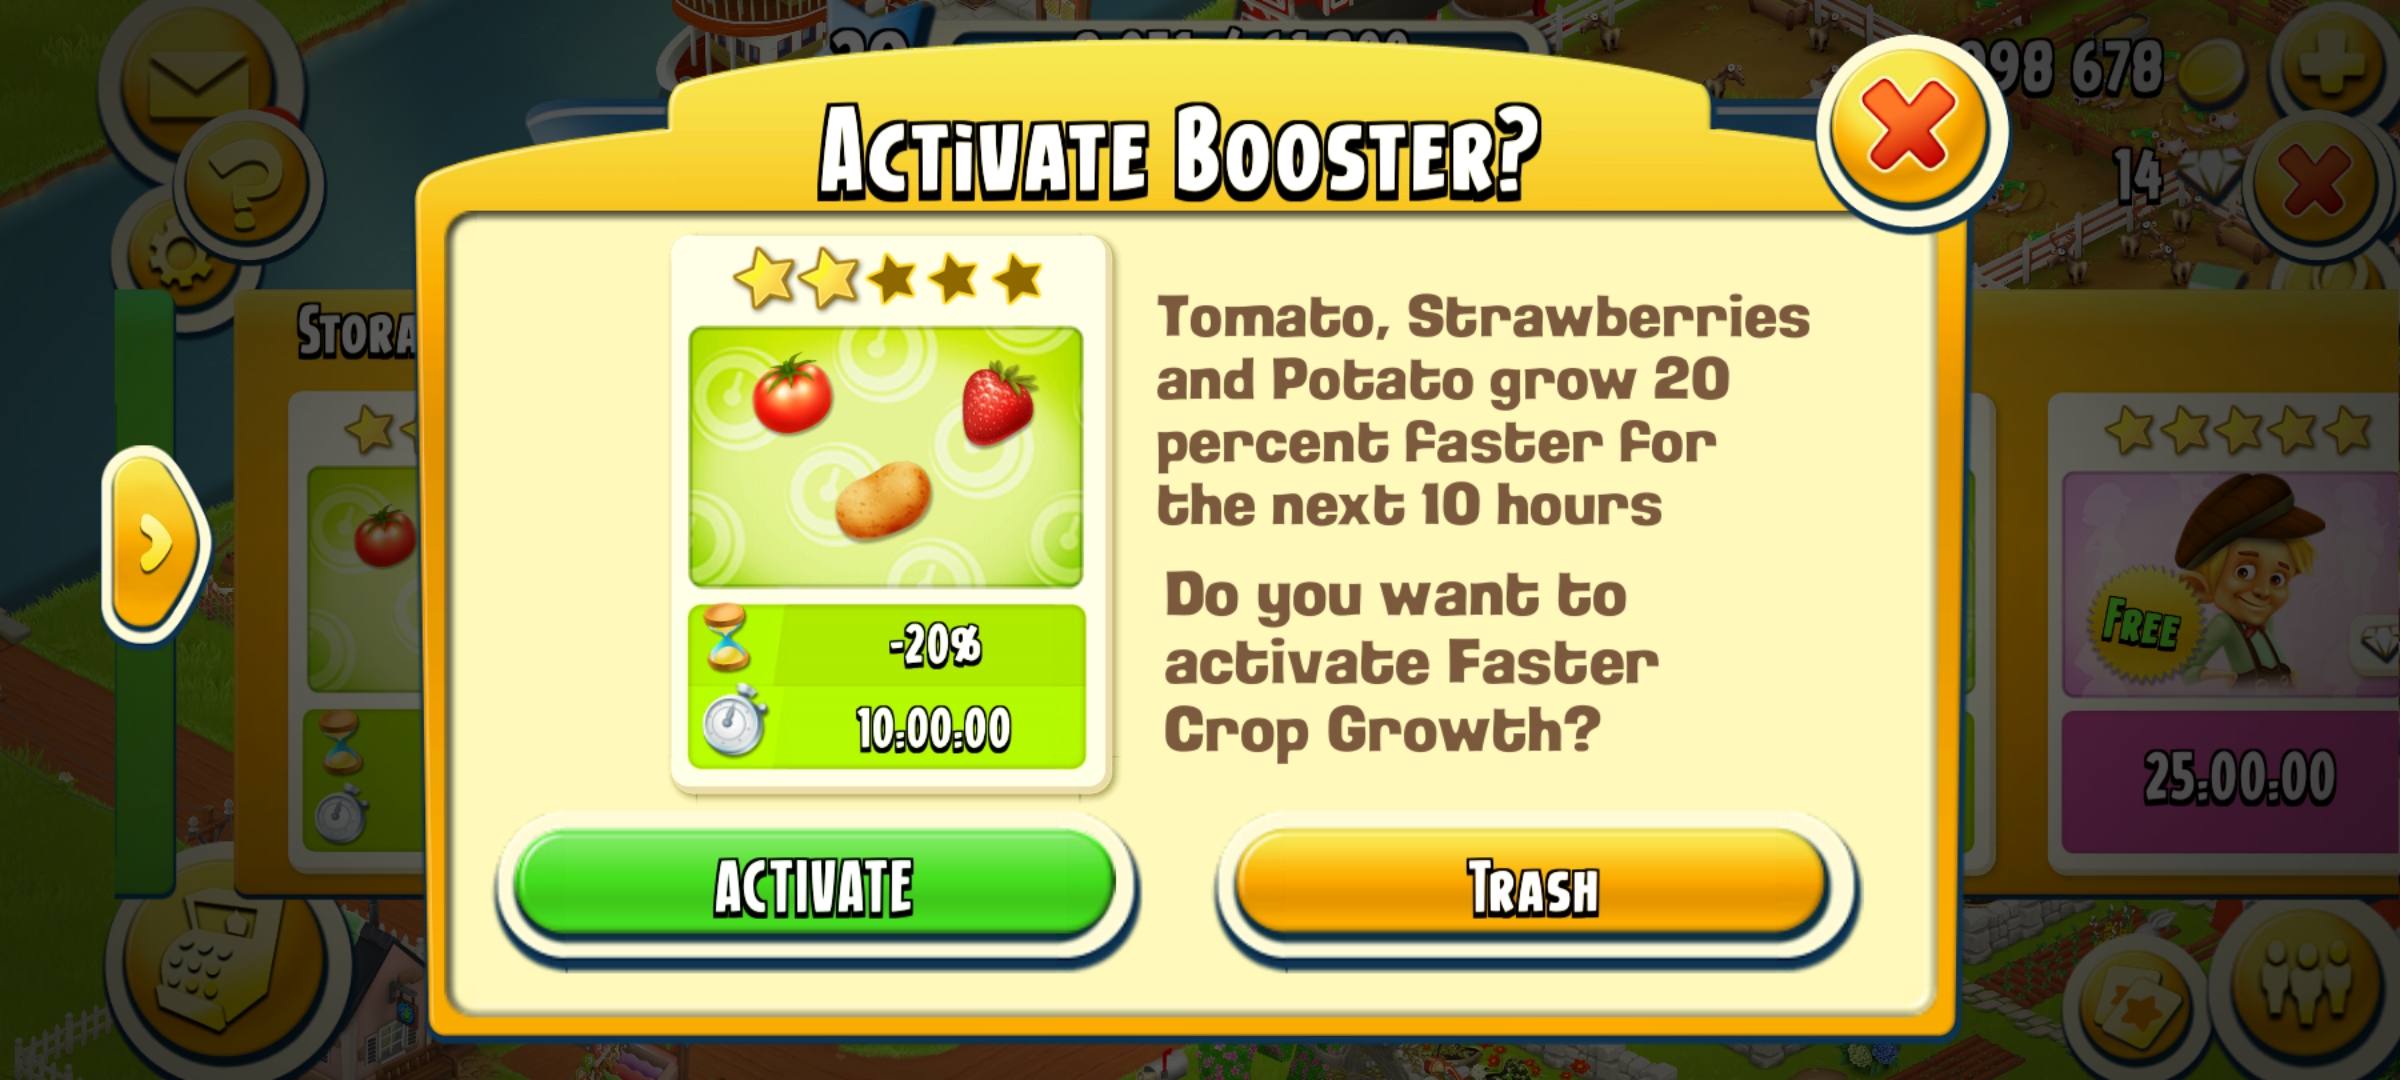 998 678
14
ACTIVATE BOOSTER?
Tomato, Strawberries
and Potato grow 20
percent faster for
the next 10 hours
Do you want to
activate Faster
Crop Growth?
-20%
10:00:00
FREE
25:00:00
ACTIVATE
TRASH